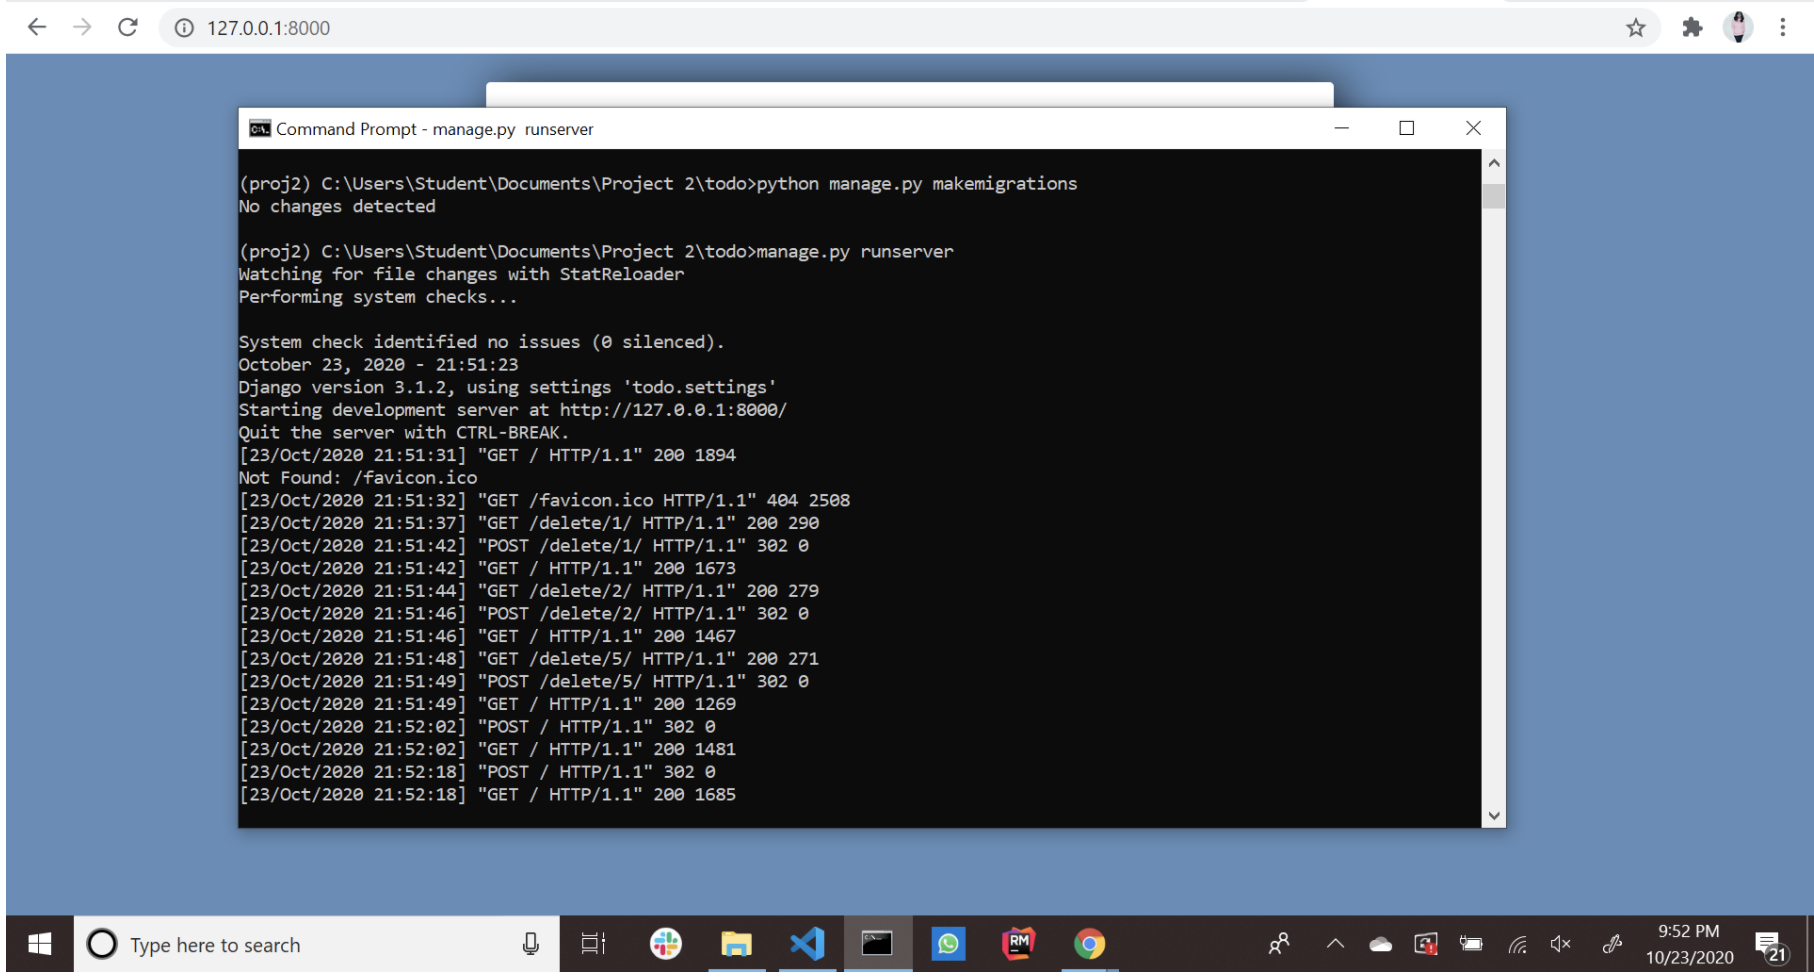 127.0.0.1:8000
Command Prompt - manage.py  runserver
(proj2) C:\Users\Student\Documents\Project 2\todo>python manage.py makemigrations
No changes detected
(proj2) C:\Users\Student\Documents\Project 2\todo>manage.py runserver
Watching for file changes with StatReloader
Performing system checks...
System check identified no issues (0 silenced).
October 23, 2020 - 21:51:23
Django version 3.1.2, using settings 'todo.settings'
Starting development server at http://127.0.0.1:8000/
Quit the server with CTRL-BREAK.
[23/Oct/2020 21:51:31] "GET / HTTP/1.1" 200 1894
Not Found: /favicon.ico
[23/Oct/2020 21:51:32] "GET /favicon.ico HTTP/1.1" 404 2508
[23/Oct/2020 21:51:37] "GET /delete/1/ HTTP/1.1" 200 290
[23/Oct/2020 21:51:42] "POST /delete/1/ HTTP/1.1" 302 0
[23/Oct/2020 21:51:42] "GET / HTTP/1.1" 200 1673
[23/Oct/2020 21:51:44] "GET /delete/2/ HTTP/1.1" 200 279
[23/Oct/2020 21:51:46] "POST /delete/2/ HTTP/1.1" 302 0
[23/Oct/2020 21:51:46] "GET / HTTP/1.1" 200 1467
[23/Oct/2020 21:51:48] "GET /delete/5/ HTTP/1.1" 200 271
[23/Oct/2020 21:51:49] "POST /delete/5/ HTTP/1.1" 302 0
[23/Oct/2020 21:51:49] "GET / HTTP/1.1" 200 1269
[23/Oct/2020 21:52:02] "POST / HTTP/1.1" 302 0
[23/Oct/2020 21:52:02] "GET / HTTP/1.1" 200 1481
[23/Oct/2020 21:52:18] "POST / HTTP/1.1" 302 0
[23/Oct/2020 21:52:18] "GET / HTTP/1.1" 200 1685
Type here to search
RM
9:52 PM
10/23/2020
21